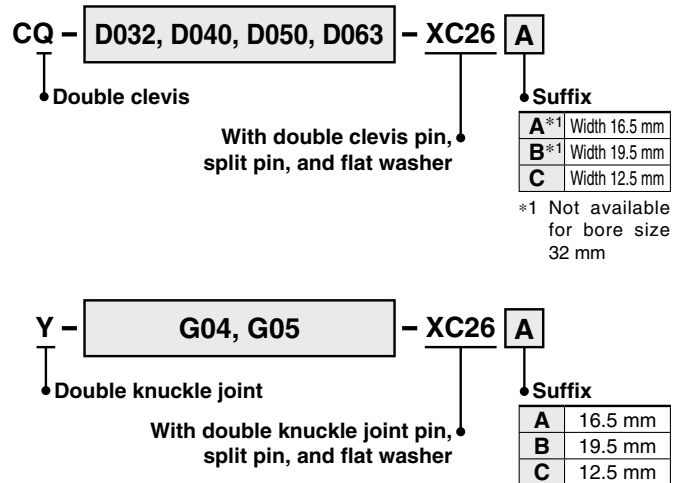 CQ – D032, D040, D050, D063 – XC26 A
Double clevis
With double clevis pin,
split pin, and flat washer
Suffix
A*1 Width 16.5 mm
B*1 Width 19.5 mm
C Width 12.5 mm
*1 Not available
for bore size
32 mm
Y – G04, G05 – XC26 A
Double knuckle joint
With double knuckle joint pin,
split pin, and flat washer
Suffix
A 16.5 mm
B 19.5 mm
C 12.5 mm